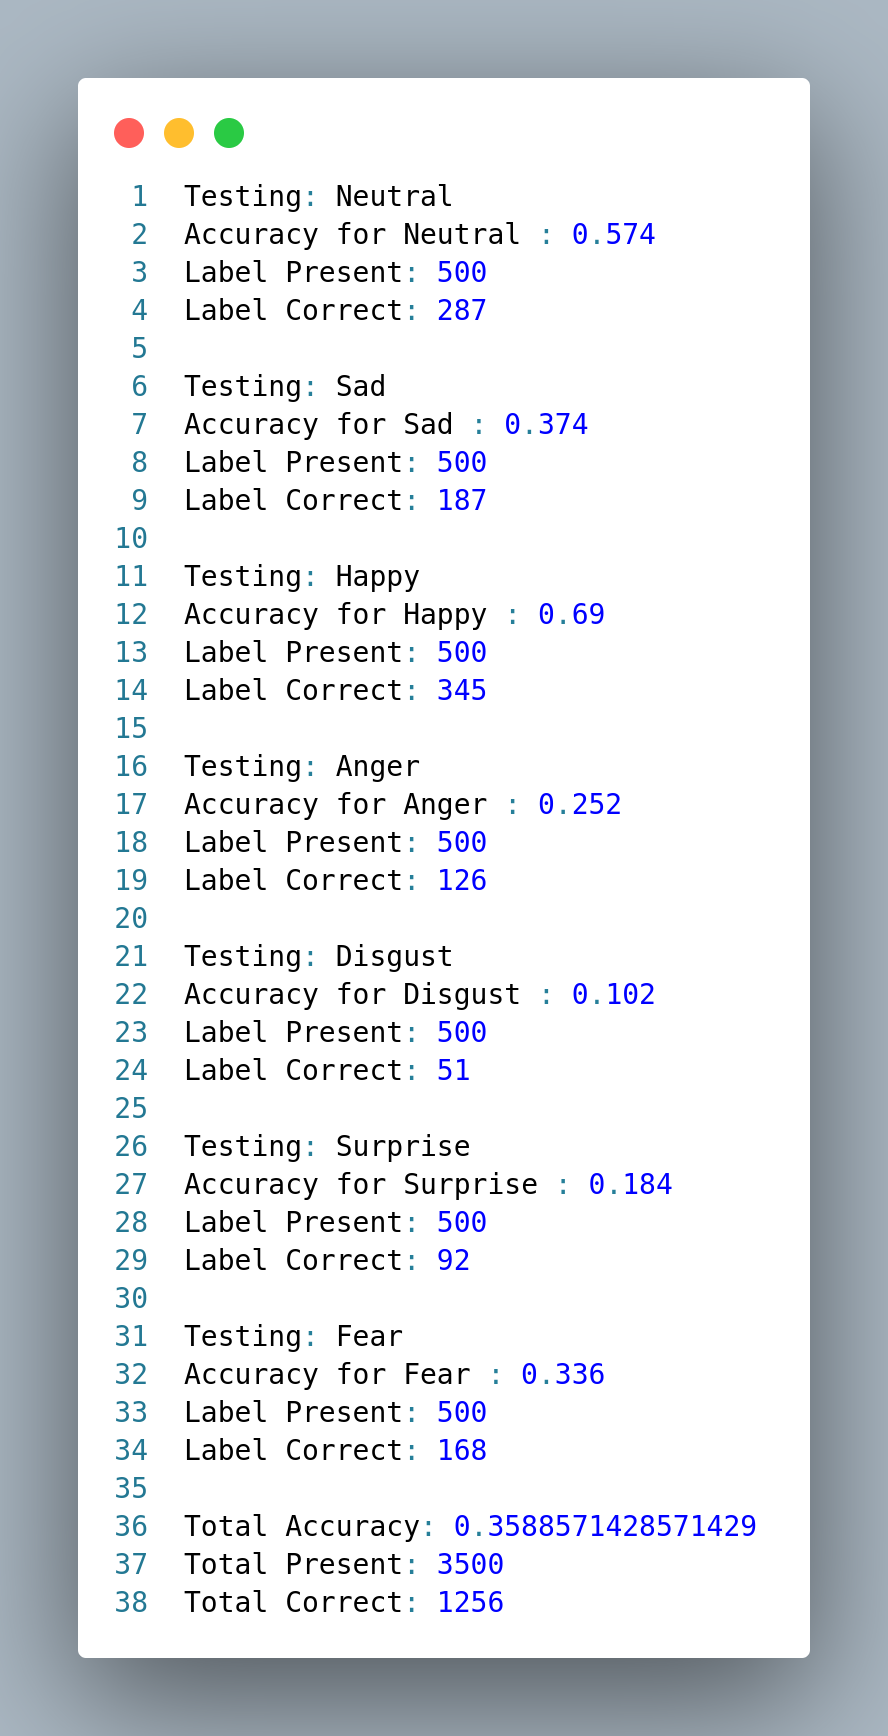 1 Testing: Neutral
2 Accuracy for Neutral : 0.574
3 Label Present: 500
4 Label Correct: 287
5
6 Testing: Sad
7 Accuracy for Sad : 0.374
8 Label Present: 500
9 Label Correct: 187
10
11 Testing: Happy
12 Accuracy for Happy : 0.69
13 Label Present: 500
14 Label Correct: 345
15
16 Testing: Anger
17 Accuracy for Anger : 0.252
18 Label Present: 500
19 Label Correct: 126
20
21 Testing: Disgust
22 Accuracy for Disgust : 0.102
23 Label Present: 500
24 Label Correct: 51
25
26 Testing: Surprise
27 Accuracy for Surprise : 0.184
28 Label Present: 500
29 Label Correct: 92
30
31 Testing: Fear
32 Accuracy for Fear : 0.336
33 Label Present: 500
34 Label Correct: 168
35
36 Total Accuracy: 0.3588571428571429
37 Total Present: 3500
38 Total Correct: 1256